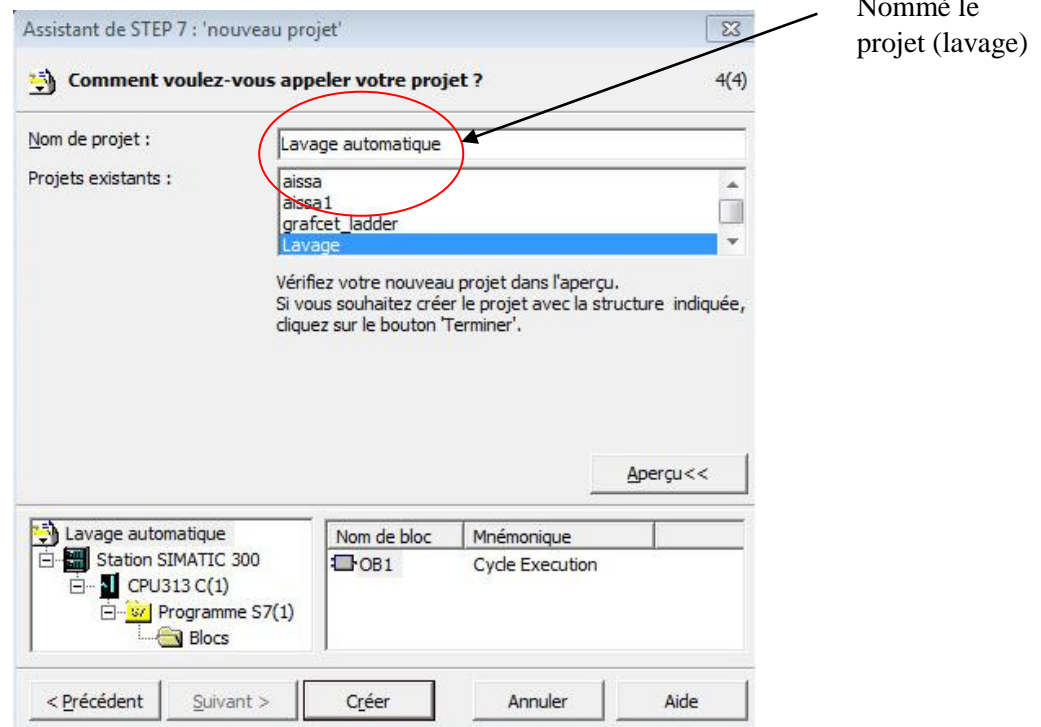 Nommé le
projet (lavage)
Assistant de STEP 7 : 'nouveau projet'
Comment voulez-vous appeler votre projet ? 4(4)
Nom de projet : Lavage automatique
Projets existants : aissa
aissa1
grafcet_ladder
Lavage
Vérifiez votre nouveau projet dans l'aperçu.
Si vous souhaitez créer le projet avec la structure indiquée,
cliquez sur le bouton 'Terminer'.
Aperçu<<
Lavage automatique
Station SIMATIC 300
CPU313 C(1)
Programme S7(1)
Blocs
Nom de bloc Mnémonique
OB1 Cycle Execution
< Précédent Suivant > Créer Annuler Aide